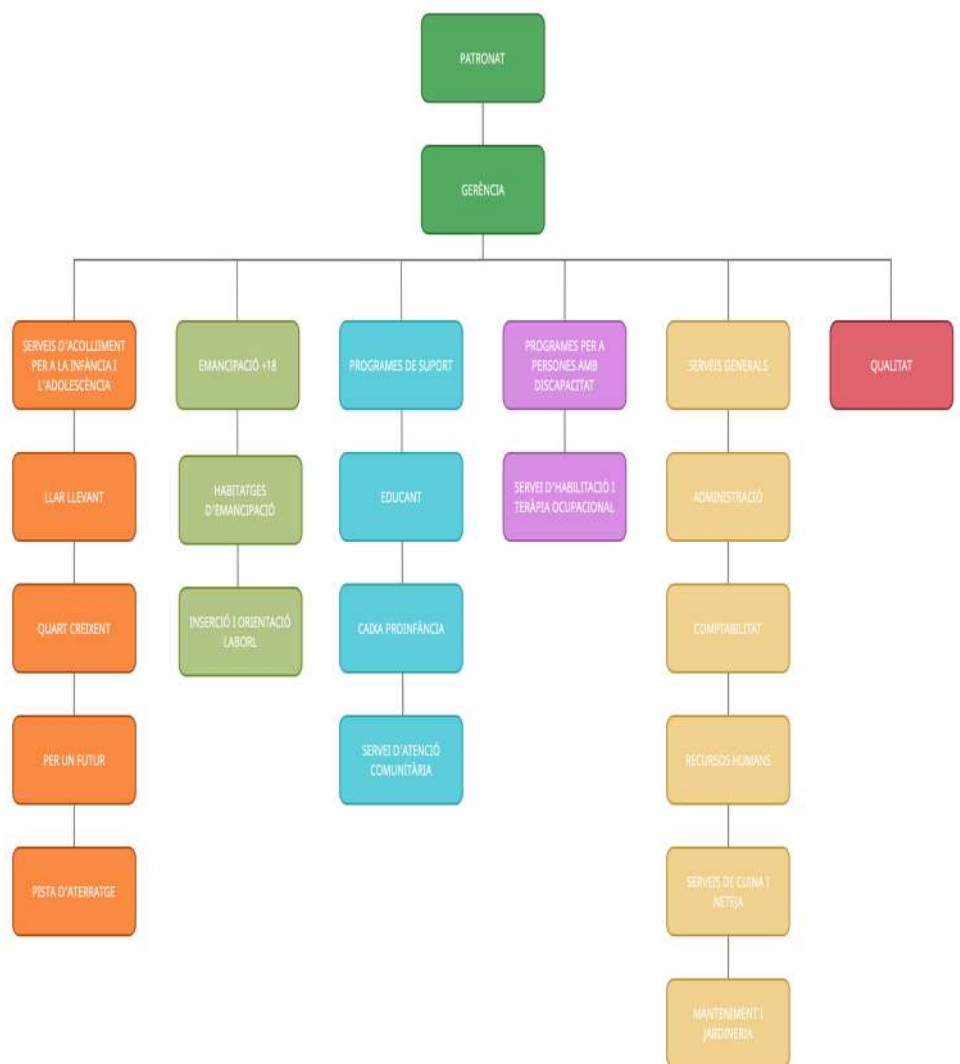 PATRONAT
GERÈNCIA
SERVEIS D'ACOLLIIMENT
PER A LA INFÀNCIA I
L'ADOLESCÈNCIA
EMANCIPACIÓ +18
PROGRAMES DE SUPORT
PROGRAMES PER A
PERSONES AMB
DISCAPACITAT
SERVEIS GENERALS
QUALITAT
LLAR LLEVANT
HABITATGES
D'EMANCIPACIÓ
EDUCANT
SERVEI D'HABILITACIÓ I
TERÀPIA OCUPACIONAL
ADMINISTRACIÓ
QUART CREIXENT
INSERCIÓ I ORIENTACIÓ
LABORL
CAIXA PROINFÀNCIA
COMPTABILITAT
PER UN FUTUR
SERVEI D'ATENCIÓ
COMUNITÀRIA
RECURSOS HUMANS
PISTA D'ATERRATGE
SERVEIS DE CUINA I
NETEJA
MANTENIMENT I
JARDINERIA